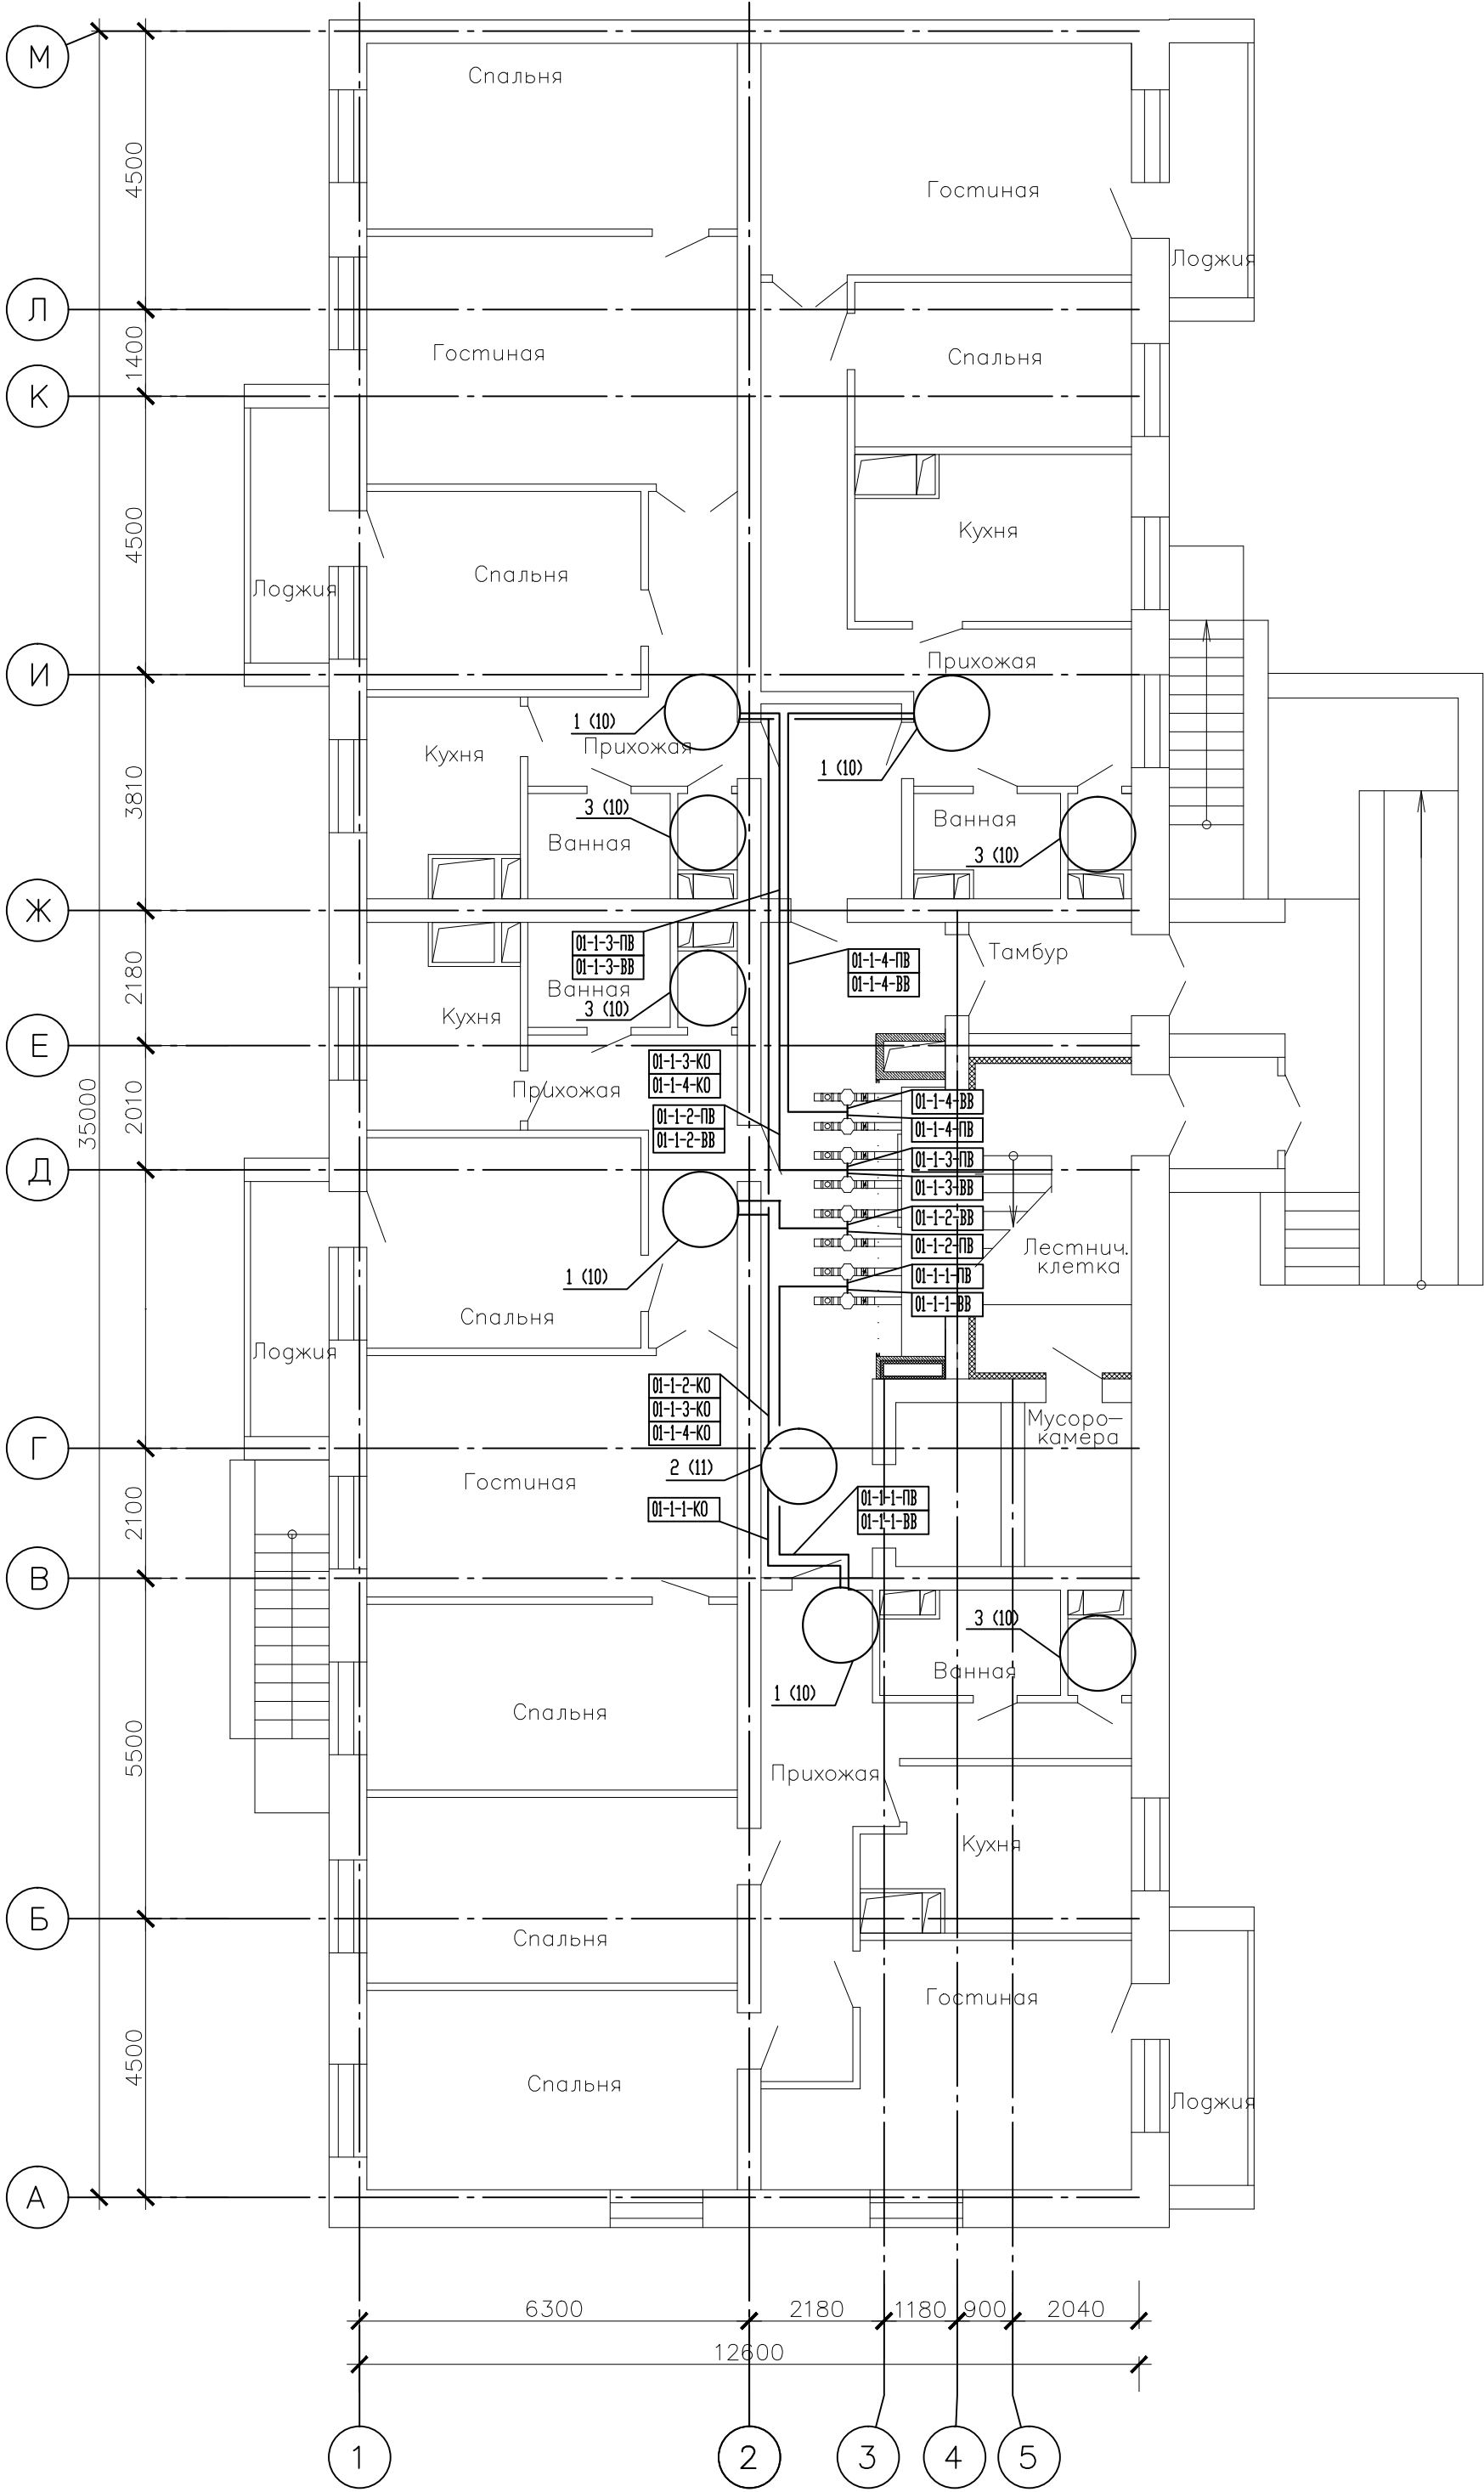 М
Спальня
4500
Гостиная
Лоджия
Л
1400
Гостиная
Спальня
К
4500
Кухня
Спальня
Лоджия
Прихожая
И
1 (10)
Прихожая
Кухня
1 (10)
3810
3 (10)
Ванная
Ванная
3 (10)
Ж
01-1-3-ПВ
01-1-3-ВВ
Тамбур
01-1-4-ПВ
01-1-4-ВВ
2180
Ванная
3 (10)
Кухня
Е
01-1-3-КО
01-1-4-КО
Прихожая
35000
2010
01-1-2-ПВ
01-1-2-ВВ
01-1-4-ВВ
01-1-4-ПВ
01-1-3-ПВ
01-1-3-ВВ
Д
01-1-2-ВВ
01-1-2-ПВ
Лестнич.
клетка
1 (10)
01-1-1-ПВ
01-1-1-ВВ
Спальня
Лоджия
01-1-2-КО
01-1-3-КО
01-1-4-КО
Мусоро–
камера
Г
2 (11)
Гостиная
01-1-1-КО
01-1-1-ПВ
01-1-1-ВВ
2100
В
3 (10)
Ванная
1 (10)
Спальня
5500
Прихожая
Кухня
Б
Спальня
Гостиная
4500
Спальня
Лоджия
А
6300
2180
1180
900
2040
12600
1
2
3
4
5